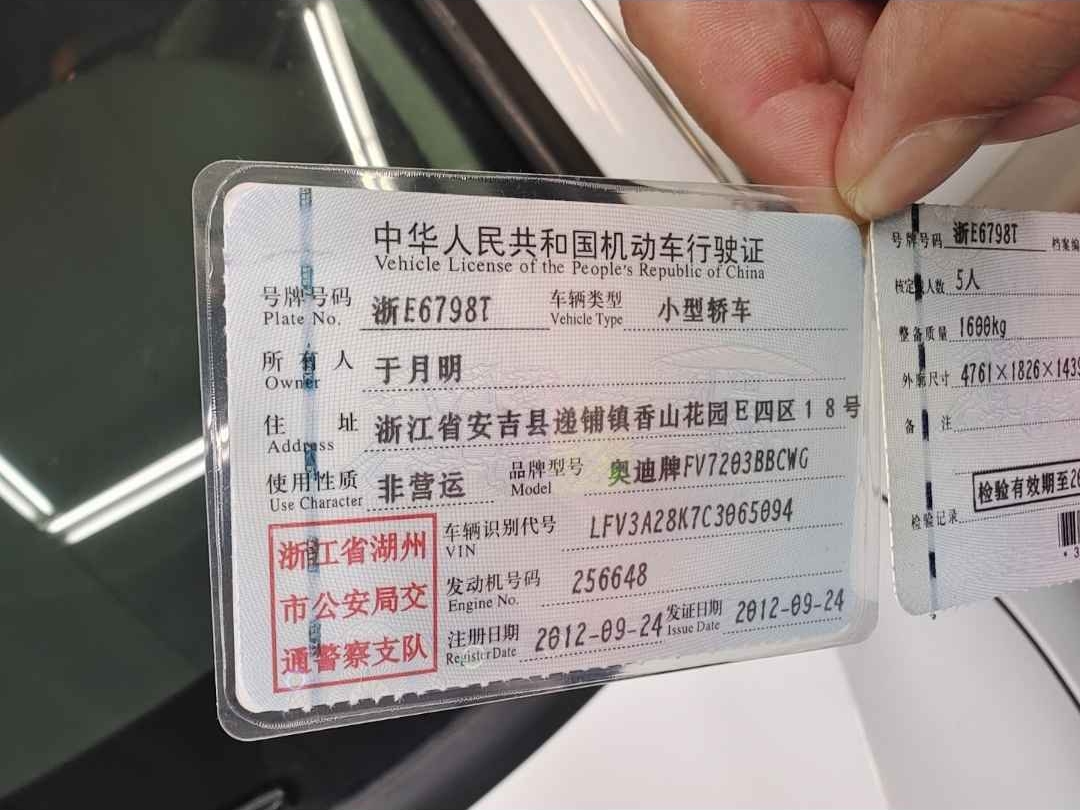 中华人民共和国机动车行驶证
Vehicle License of the People's Republic of China
号牌号码 浙E6798T 车辆类型 小型轿车
Plate No. Vehicle Type
所有人 于月明
Owner
住址 浙江省安吉县递铺镇香山花园E四区18号
Address
使用性质 非营运 品牌型号 奥迪牌FV7203BBCWG
Use Character Model
浙江省湖州
市公安局交
通警察支队
车辆识别代号 LFV3A28K7C3065094
VIN
发动机号码 256648
Engine No.
注册日期 2012-09-24 发证日期 2012-09-24
Register Date Issue Date
号牌号码 浙E6798T 档案编
核定人数 5人
整备质量 1600kg
外廓尺寸 4761×1826×1439
备注
检验有效期至20
检验记录